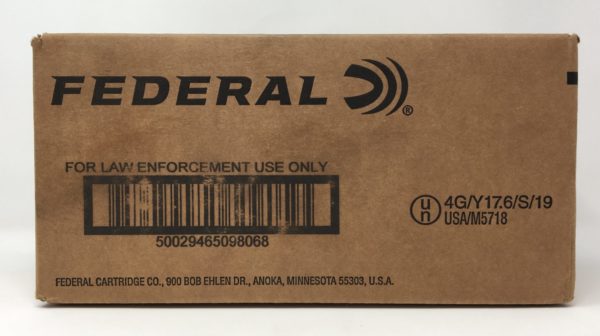 FEDERAL ®
FOR LAW ENFORCEMENT USE ONLY
50029465098068
un 4G/Y17.6/S/19
USA/M5718
FEDERAL CARTRIDGE CO., 900 BOB EHLEN DR., ANOKA, MINNESOTA 55303, U.S.A.